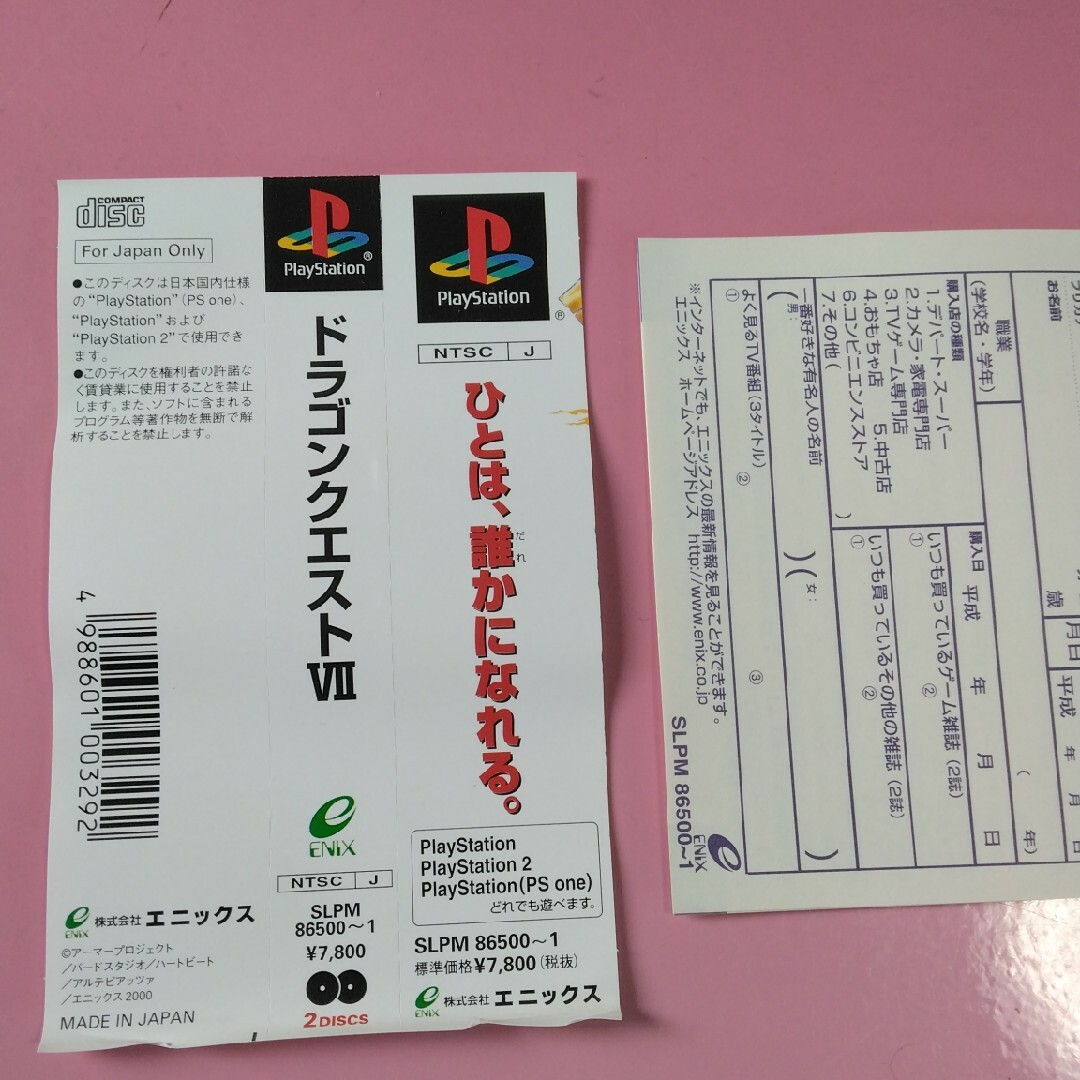 COMPACT
disc
For Japan Only
●このディスクは日本国内仕様
の“PlayStation”(PS one)、
“PlayStation”および
“PlayStation 2”で使用でき
ます。
●このディスクを権利者の許諾な
く賃貸業に使用することを禁止
します。また、ソフトに含まれる
プログラム等著作物を無断で解
析することを禁止します。
4 988601 003292
ENIX
株式会社 エニックス
©アーマープロジェクト
/バードスタジオ/ハートビート
/アルテピアッツァ
/エニックス 2000
MADE IN JAPAN
PlayStation
®
ドラゴンクエストVII
ENIX
NTSC J
SLPM
86500~1
¥7,800
2DISCS
PlayStation
®
NTSC J
ひとは、誰かになれる。
だれ
PlayStation
PlayStation 2
PlayStation(PS one)
どれでも遊べます。
SLPM 86500~1
標準価格¥7,800(税抜)
ENIX
株式会社 エニックス
お名前
歳
月日
平成 年 月 日
職業
(学校名・学年)
( 年)
購入店の種類
1.デパート・スーパー
2.カメラ・家電専門店
3.TVゲーム専門店
4.おもちゃ店 5.中古店
6.コンビニエンスストア
7.その他( )
購入日 平成 年 月 日
いつも買っているゲーム雑誌(2誌)
① ②
いつも買っているその他の雑誌(2誌)
① ②
一番好きな有名人の名前
(男: )(女: )
よく見るTV番組(3タイトル)
① ② ③
※インターネットでも、エニックスの最新情報を見ることができます。
エニックス ホームページアドレス http://www.enix.co.jp
SLPM 86500~1
ENIX